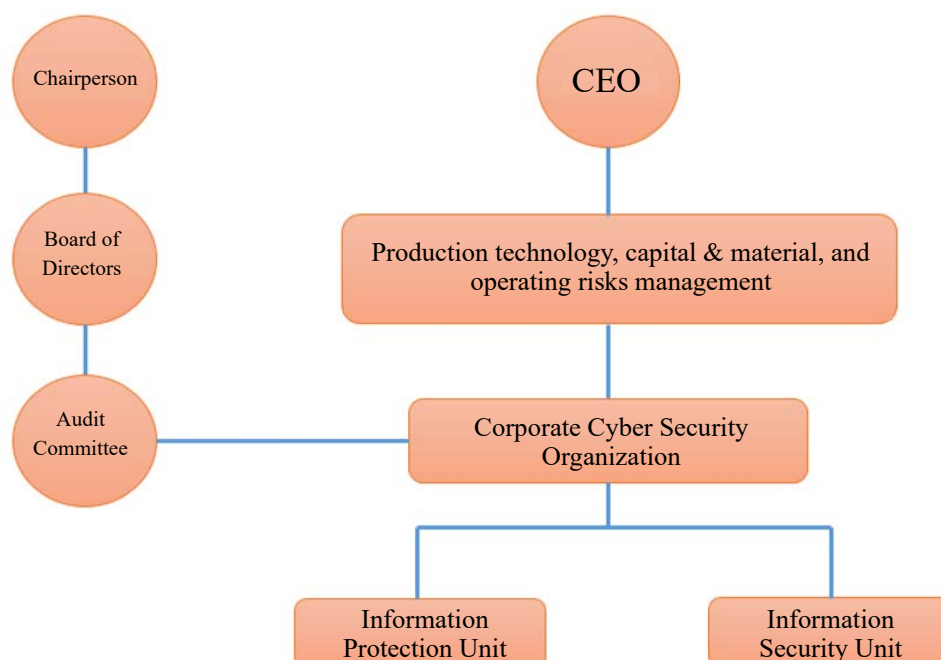 Chairperson
CEO
Board of
Directors
Production technology, capital & material, and
operating risks management
Audit
Committee
Corporate Cyber Security
Organization
Information
Protection Unit
Information
Security Unit